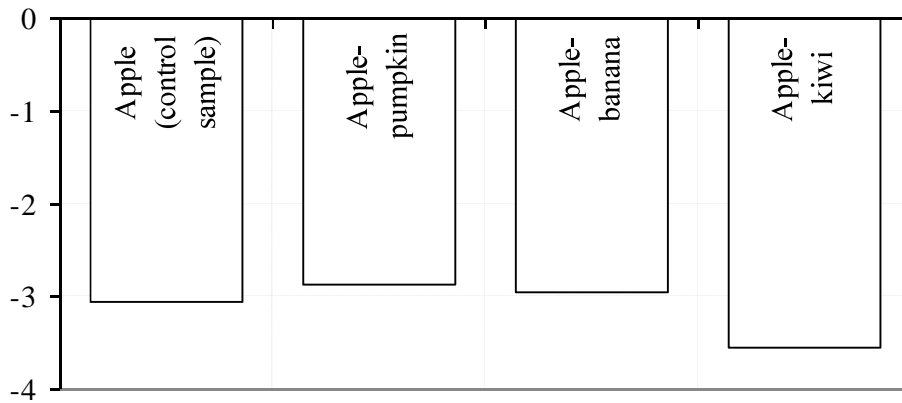 0
-1
-2
-3
-4
Apple
(control
sample)
Apple-
pumpkin
Apple-
banana
Apple-
kiwi